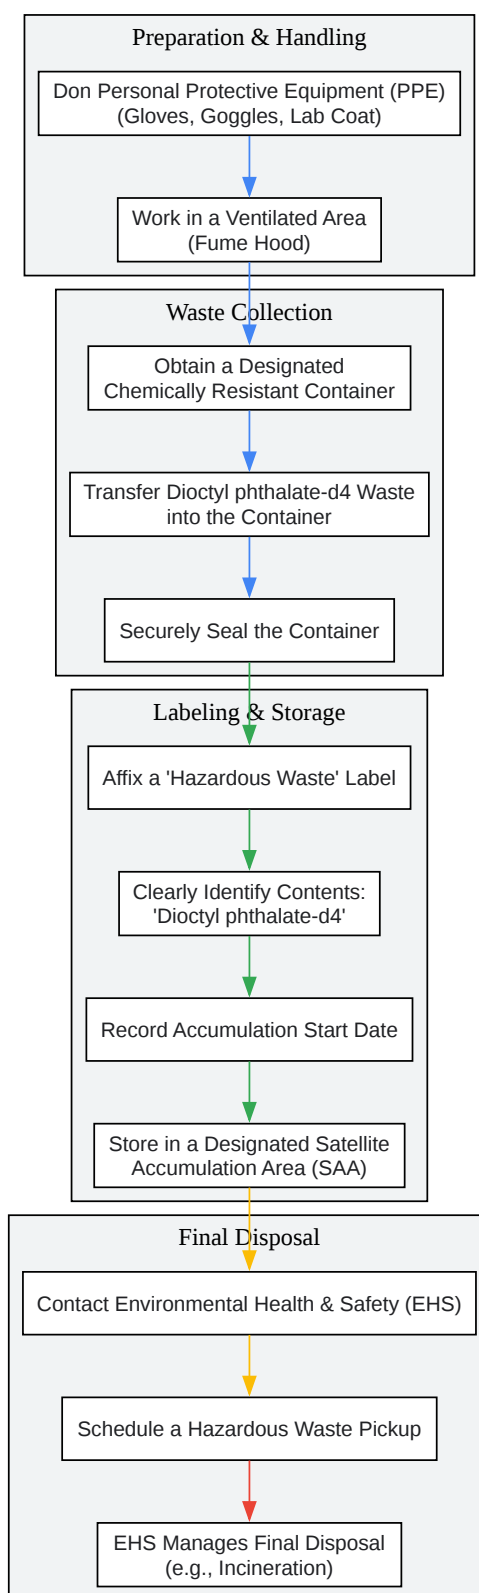 Preparation & Handling
Don Personal Protective Equipment (PPE)
(Gloves, Goggles, Lab Coat)
Work in a Ventilated Area
(Fume Hood)
Waste Collection
Obtain a Designated
Chemically Resistant Container
Transfer Dioctyl phthalate-d4 Waste
into the Container
Securely Seal the Container
Labeling & Storage
Affix a 'Hazardous Waste' Label
Clearly Identify Contents:
'Dioctyl phthalate-d4'
Record Accumulation Start Date
Store in a Designated Satellite
Accumulation Area (SAA)
Final Disposal
Contact Environmental Health & Safety (EHS)
Schedule a Hazardous Waste Pickup
EHS Manages Final Disposal
(e.g., Incineration)